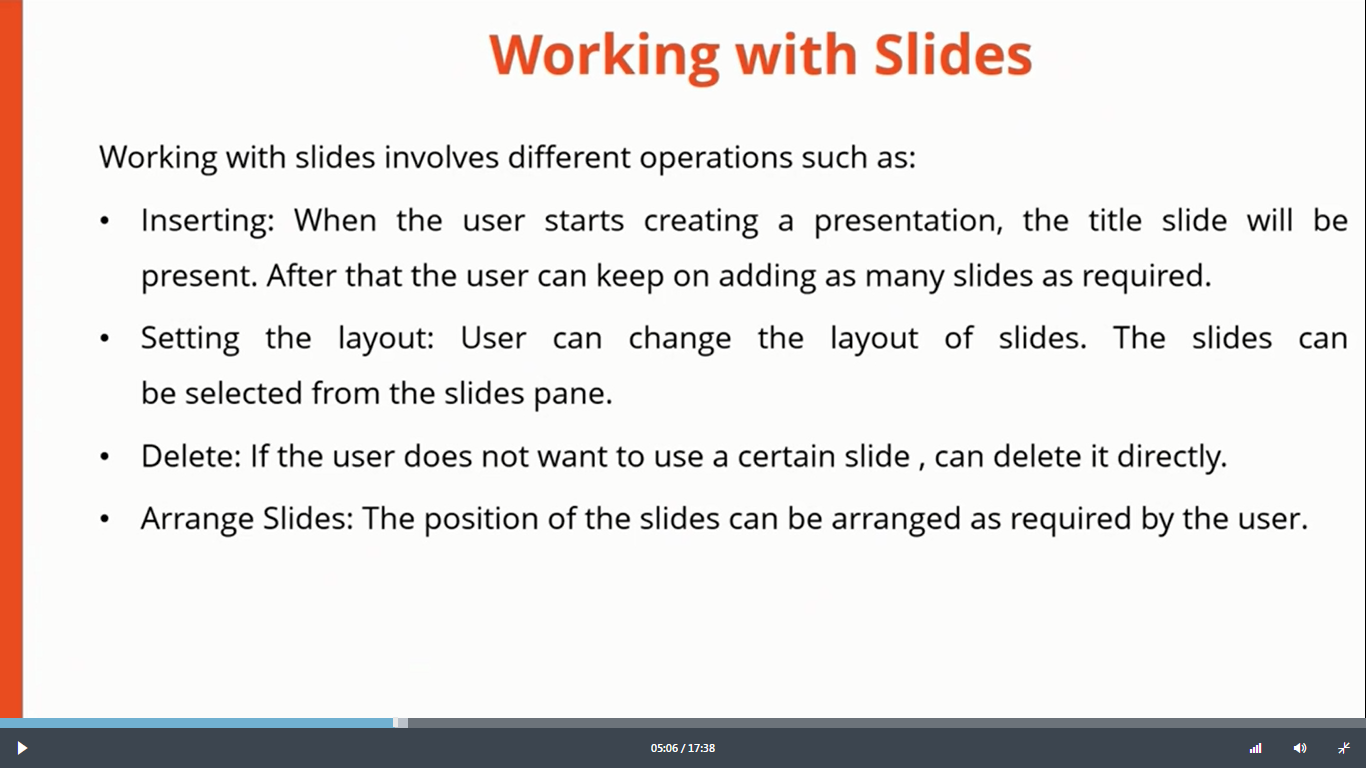 Working with Slides
Working with slides involves different operations such as:
• Inserting: When the user starts creating a presentation, the title slide will be
present. After that the user can keep on adding as many slides as required.
• Setting the layout: User can change the layout of slides. The slides can
be selected from the slides pane.
• Delete: If the user does not want to use a certain slide , can delete it directly.
• Arrange Slides: The position of the slides can be arranged as required by the user.
05:06 / 17:38